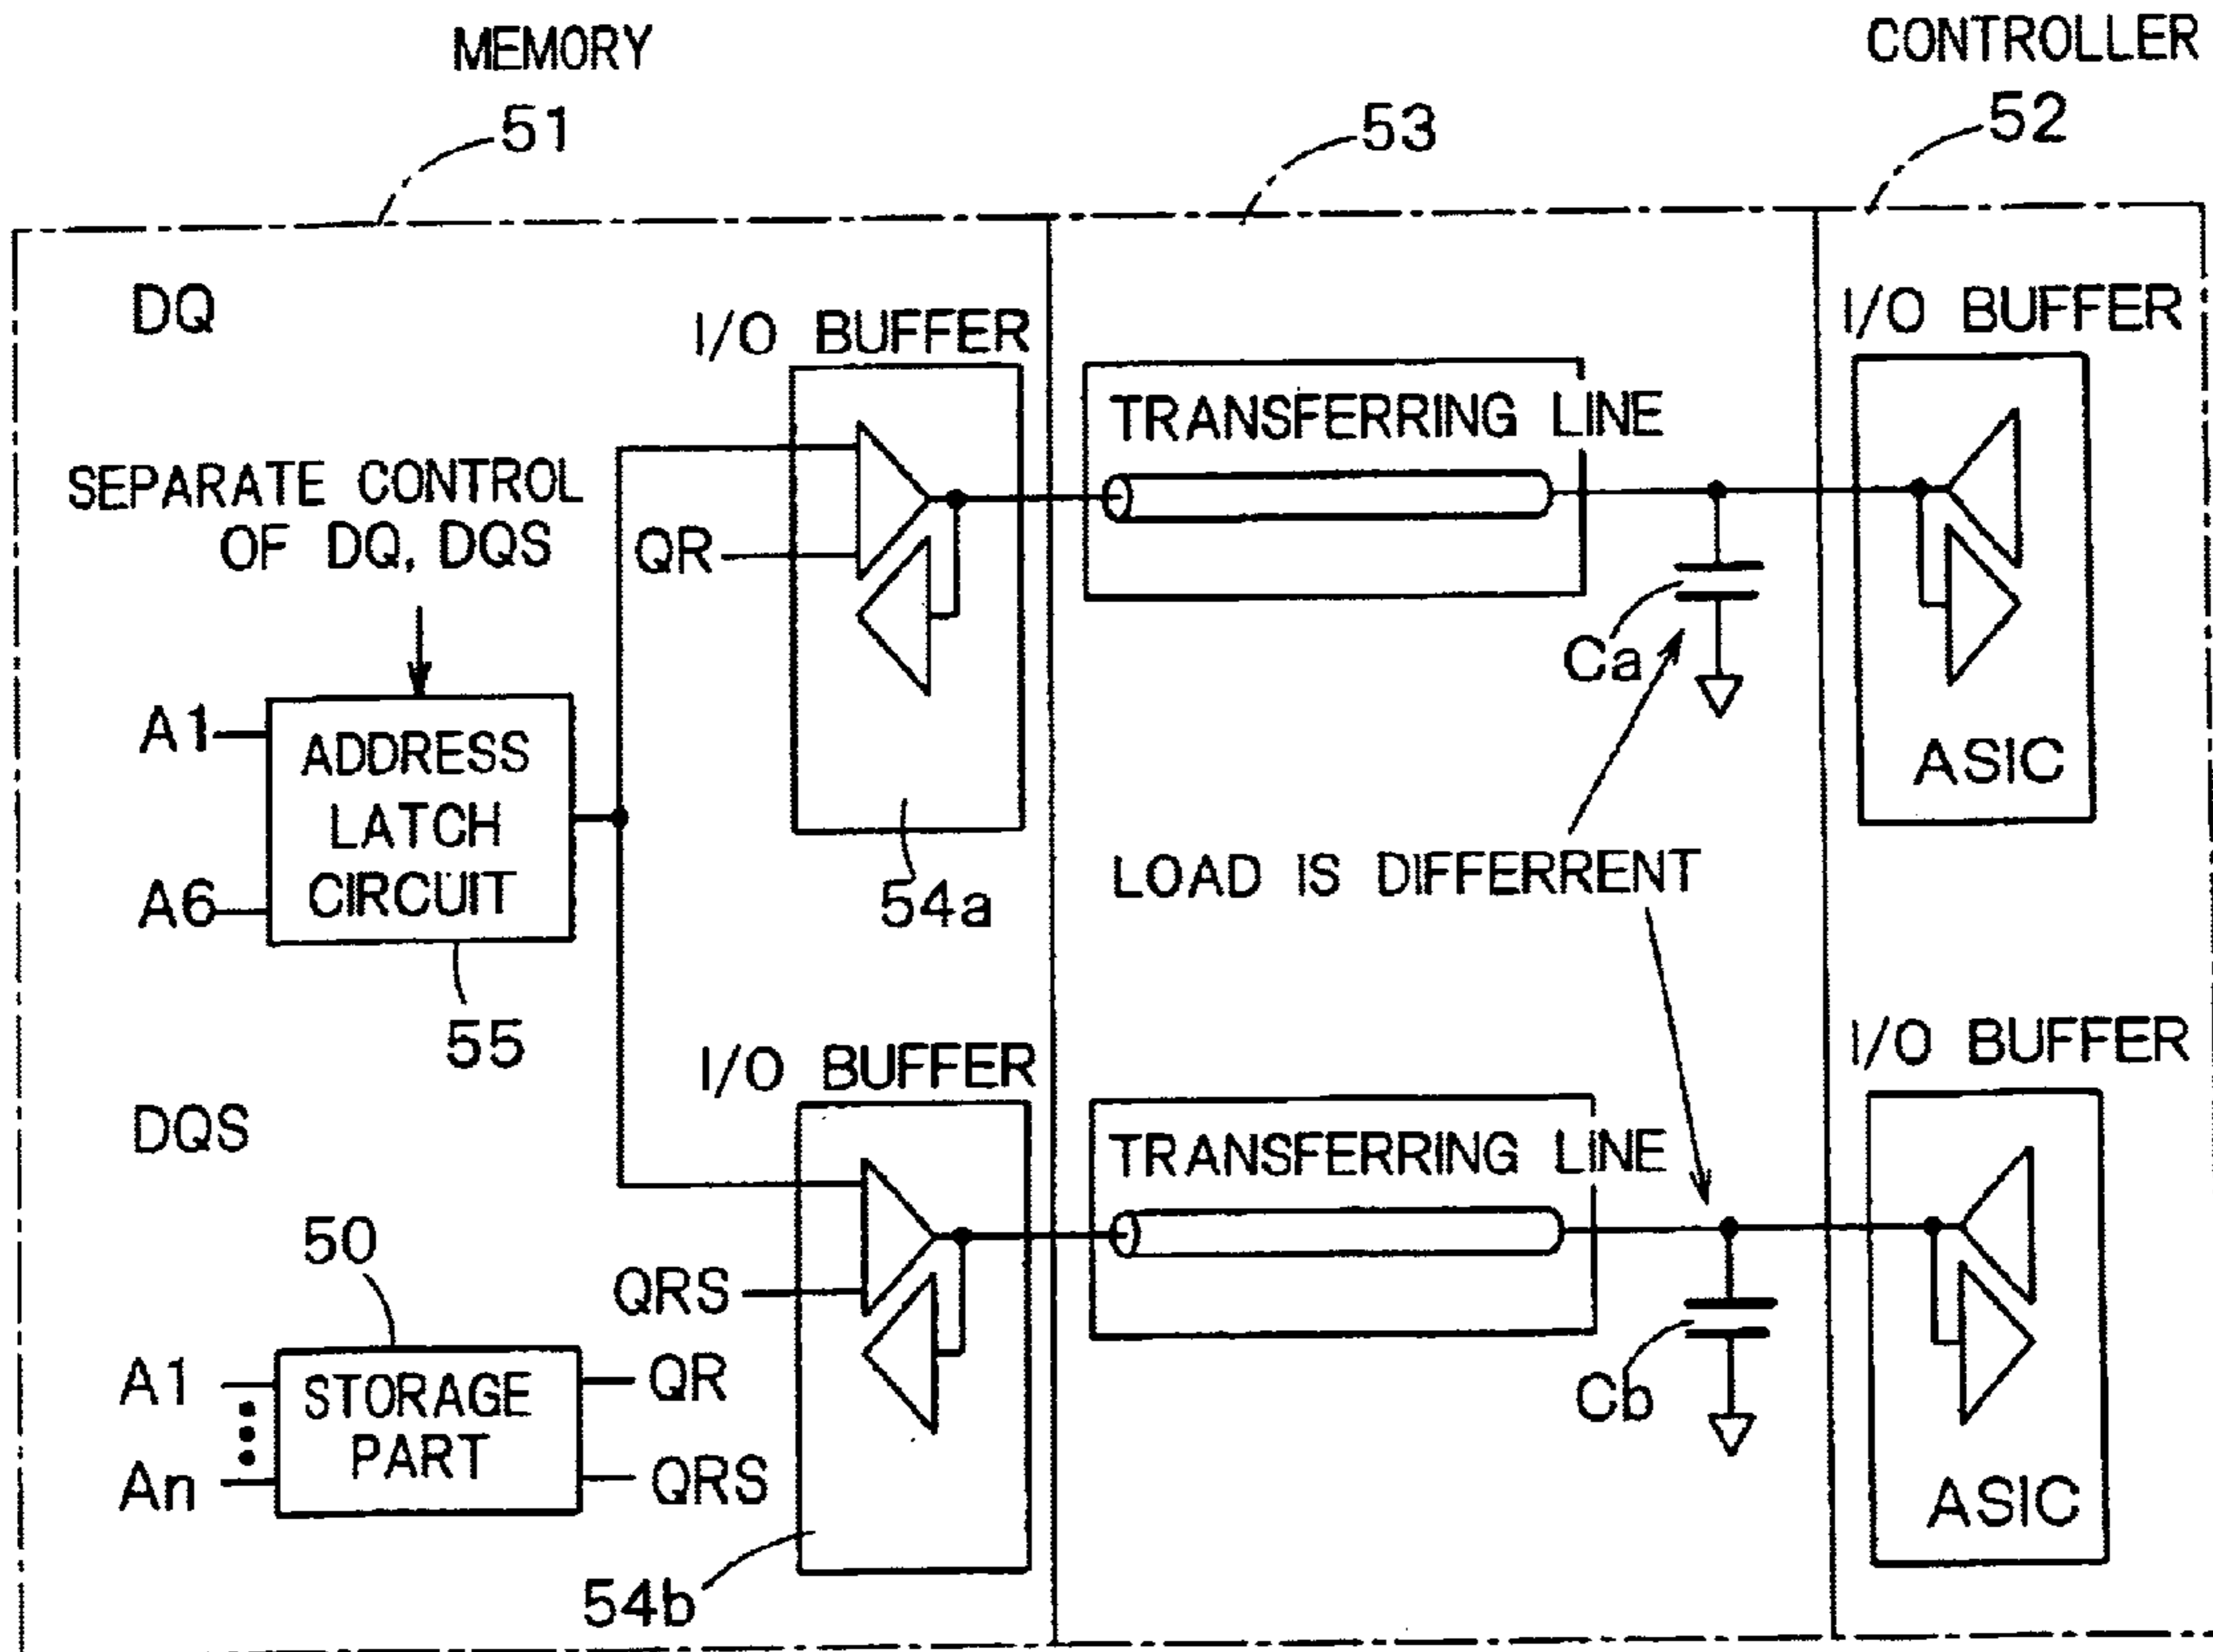 MEMORY
CONTROLLER
51
53
52
DQ
I/O BUFFER
I/O BUFFER
TRANSFERRING LINE
SEPARATE CONTROL
OF DQ, DQS
QR
Ca
A1
ADDRESS
LATCH
CIRCUIT
A6
ASIC
LOAD IS DIFFERRENT
54a
55
I/O BUFFER
I/O BUFFER
DQS
TRANSFERRING LINE
50
QRS
A1
STORAGE
PART
QR
An
QRS
Cb
ASIC
54b